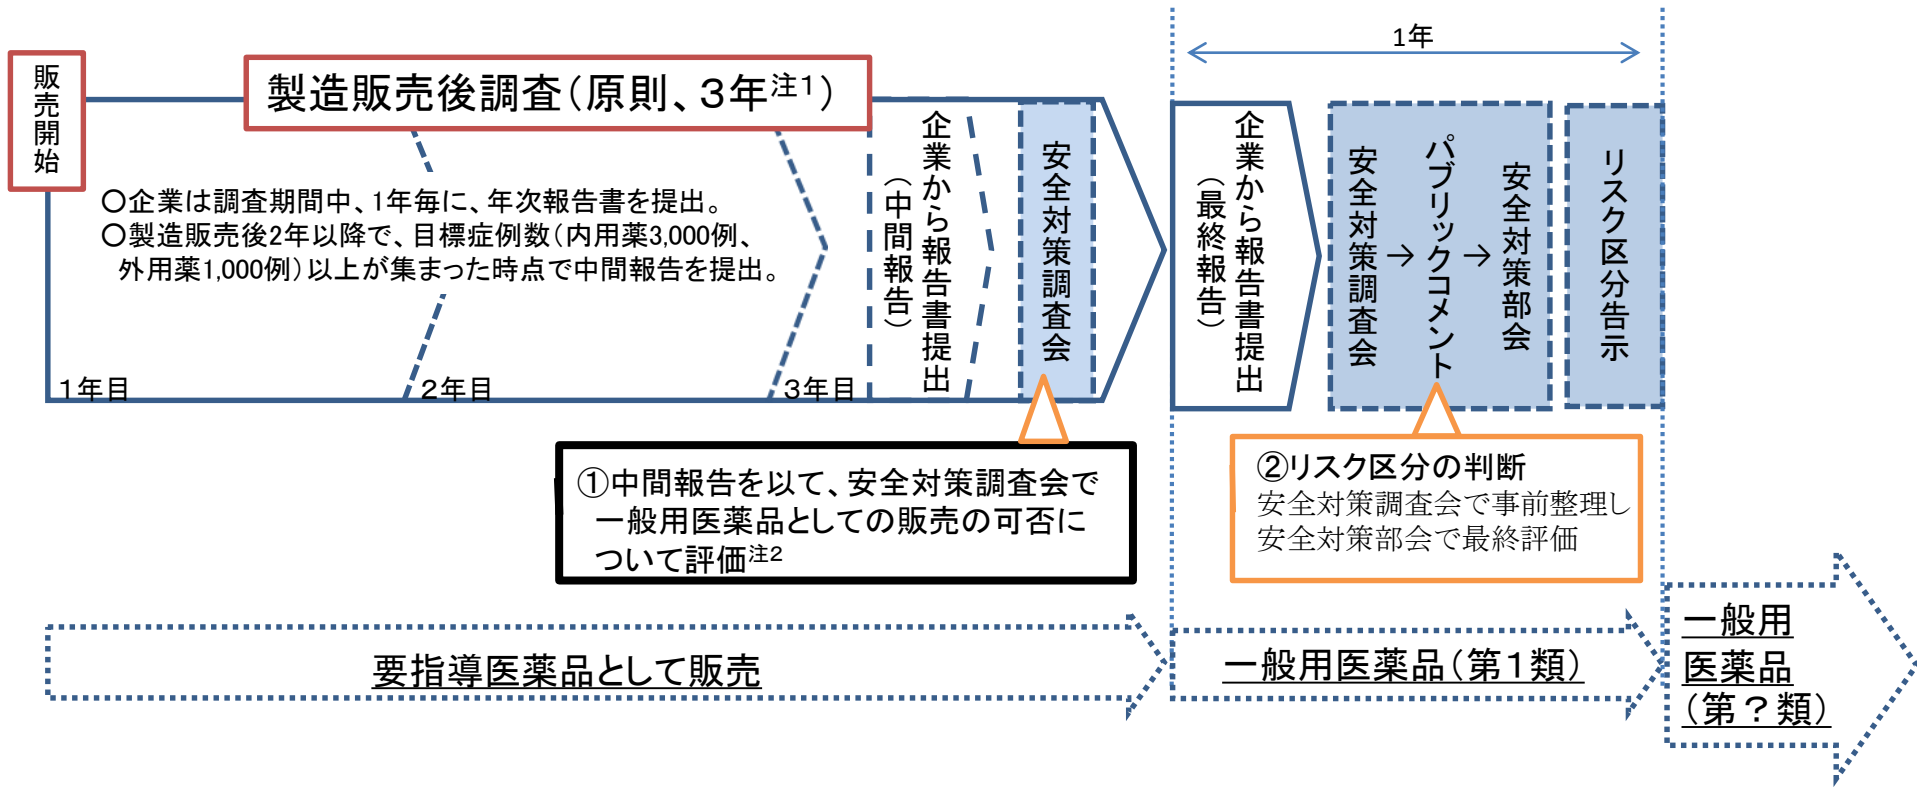 販売開始
製造販売後調査(原則、3年注1)
○企業は調査期間中、1年毎に、年次報告書を提出。
○製造販売後2年以降で、目標症例数(内用薬3,000例、
外用薬1,000例)以上が集まった時点で中間報告を提出。
1年目
2年目
3年目
企業から報告書提出
(中間報告)
安全対策調査会
1年
企業から報告書提出
(最終報告)
安全対策調査会
→
パブリックコメント
→
安全対策部会
リスク区分告示
①中間報告を以て、安全対策調査会で
一般用医薬品としての販売の可否に
ついて評価注2
②リスク区分の判断
安全対策調査会で事前整理し
安全対策部会で最終評価
要指導医薬品として販売
一般用医薬品(第1類)
一般用
医薬品
(第?類)